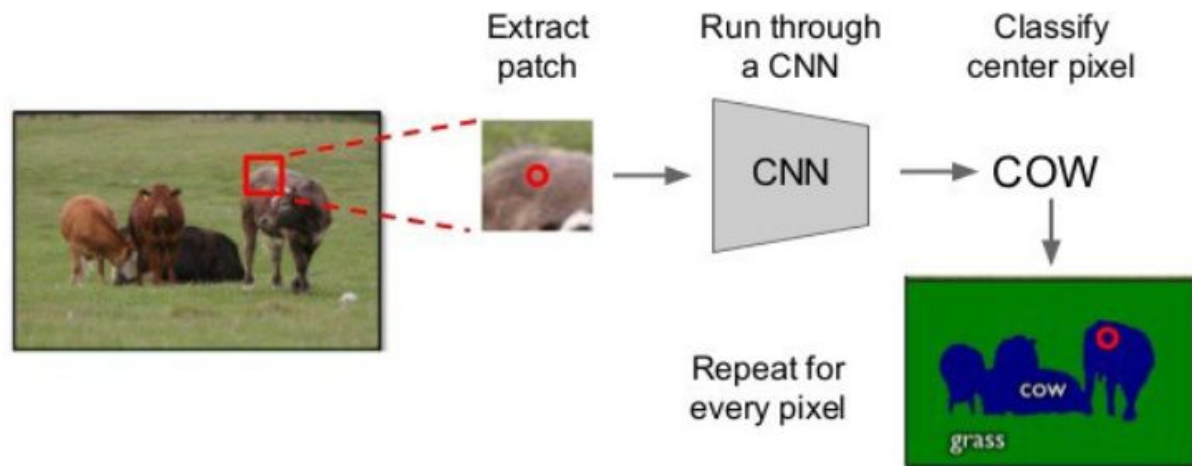 Extract
patch
Run through
a CNN
Classify
center pixel
CNN
COW
Repeat for
every pixel
cow
grass